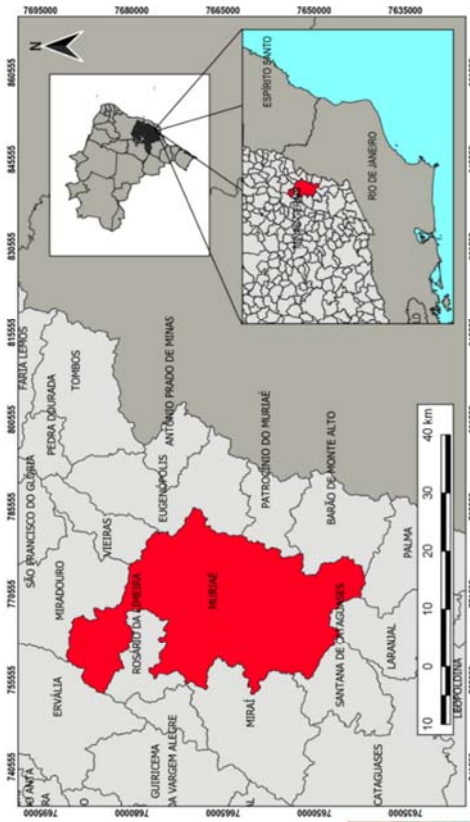 740555 755555 770555 785555 800555 815555 830555 845555 860555
7695000
7695000
N
SÃO FRANCISCO DO GLÓRIA
FARIA LEMOS
ERVÁLIA
MIRADOURO
PEDRA DOURADA
TOMBOS
VIEIRAS
7680000
7680000
GUIRICEMA
ROSÁRIO DA LIMEIRA
EUGENÓPOLIS
DA VARGEM ALEGRE
ANTÔNIO PRADO DE MINAS
7665000
7665000
MURIAÉ
MIRAÍ
PATROCÍNIO DO MURIAÉ
ESPÍRITO SANTO
MINAS GERAIS
7650000
7650000
SANTANA DE CATAGUASES
BARÃO DE MONTE ALTO
RIO DE JANEIRO
LARANJAL
CATAGUASES
PALMA
7635000
7635000
10 0 10 20 30 40 km
LEOPOLDINA